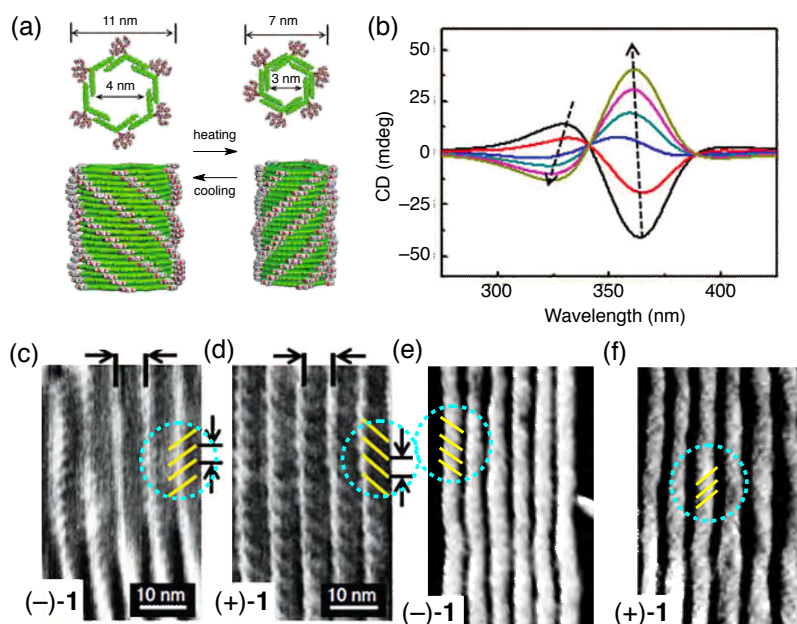 (a)
11 nm
7 nm
4 nm
3 nm
heating
cooling
(b)
CD (mdeg)
50
25
0
−25
−50
300
350
400
Wavelength (nm)
(c)
(d)
(e)
(f)
(−)-1
10 nm
(+)-1
10 nm
(−)-1
(+)-1